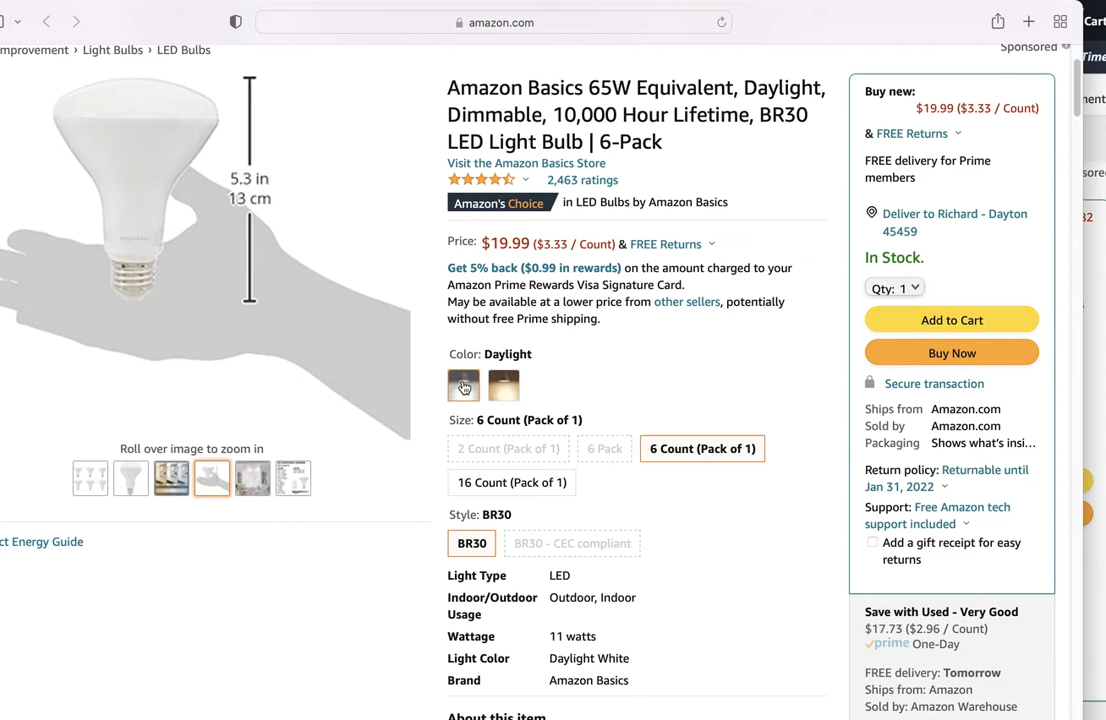 amazon.com
Cart
Time
mprovement › Light Bulbs › LED Bulbs
Sponsored
5.3 in
13 cm
Roll over image to zoom in
ct Energy Guide
Amazon Basics 65W Equivalent, Daylight,
Dimmable, 10,000 Hour Lifetime, BR30
LED Light Bulb | 6-Pack
Visit the Amazon Basics Store
2,463 ratings
Amazon's Choice in LED Bulbs by Amazon Basics
Price: $19.99 ($3.33 / Count) & FREE Returns
Get 5% back ($0.99 in rewards) on the amount charged to your
Amazon Prime Rewards Visa Signature Card.
May be available at a lower price from other sellers, potentially
without free Prime shipping.
Color: Daylight
Size: 6 Count (Pack of 1)
2 Count (Pack of 1) 6 Pack 6 Count (Pack of 1)
16 Count (Pack of 1)
Style: BR30
BR30 BR30 - CEC compliant
Light Type LED
Indoor/Outdoor Outdoor, Indoor
Usage
Wattage 11 watts
Light Color Daylight White
Brand Amazon Basics
About this item
Buy new:
$19.99 ($3.33 / Count)
& FREE Returns
FREE delivery for Prime
members
Deliver to Richard - Dayton
45459
In Stock.
Qty: 1
Add to Cart
Buy Now
Secure transaction
Ships from Amazon.com
Sold by Amazon.com
Packaging Shows what's insi...
Return policy: Returnable until
Jan 31, 2022
Support: Free Amazon tech
support included
Add a gift receipt for easy
returns
Save with Used - Very Good
$17.73 ($2.96 / Count)
prime One-Day
FREE delivery: Tomorrow
Ships from: Amazon
Sold by: Amazon Warehouse